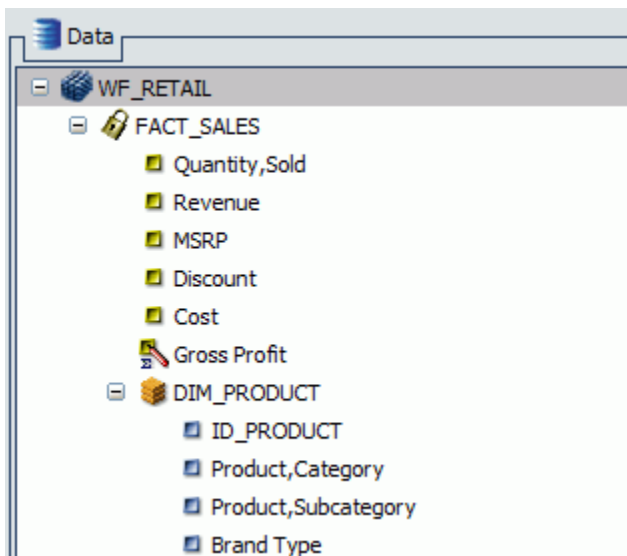 Data
WF_RETAIL
FACT_SALES
Quantity,Sold
Revenue
MSRP
Discount
Cost
Gross Profit
DIM_PRODUCT
ID_PRODUCT
Product,Category
Product,Subcategory
Brand Type